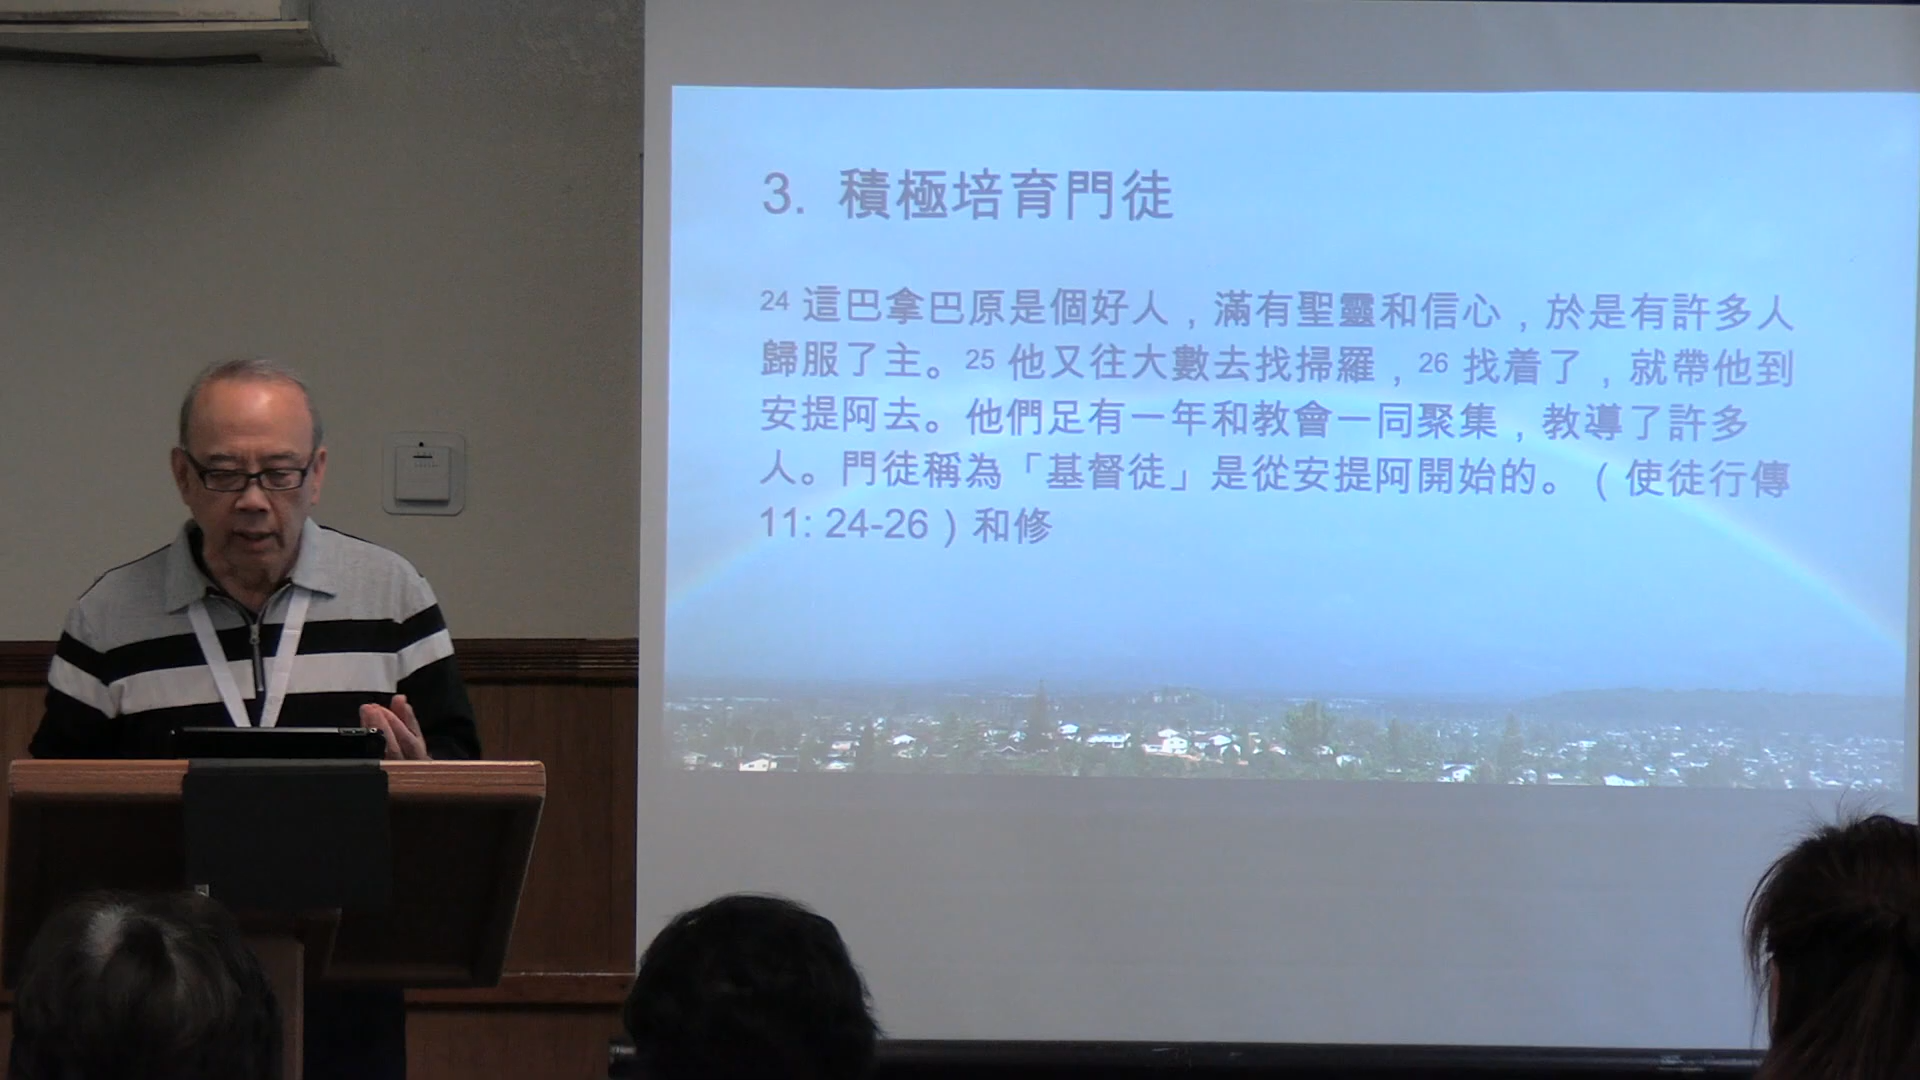 3. 積極培育門徒
24 這巴拿巴原是個好人，滿有聖靈和信心，於是有許多人
歸服了主。25 他又往大數去找掃羅，26 找着了，就帶他到
安提阿去。他們足有一年和教會一同聚集，教導了許多
人。門徒稱為「基督徒」是從安提阿開始的。（使徒行傳
11: 24-26）和修